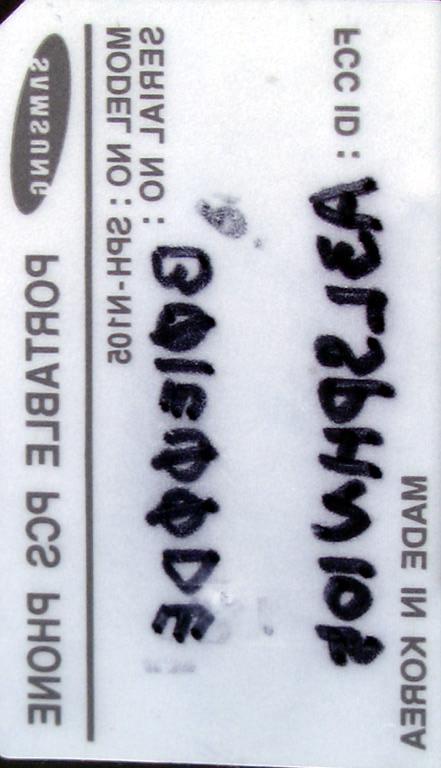 SAMSUNG PORTABLE PCS PHONE
MODEL NO : SPH-N105
SERIAL NO :
FCC ID : A3LSPHN105
MADE IN KOREA